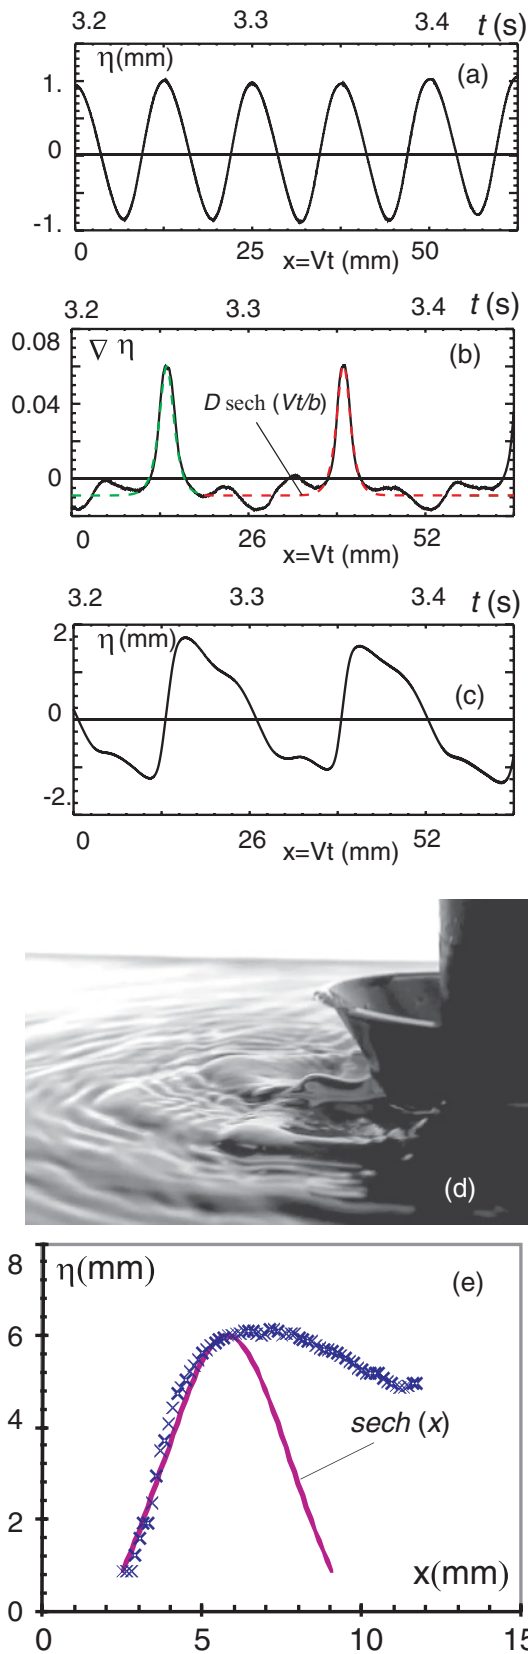 3.2 3.3 3.4 t (s)
η(mm) (a)
1.
0
-1.
0 25 50
x=Vt (mm)
3.2 3.3 3.4 t (s)
0.08 ∇ η (b)
0.04 D sech (Vt/b)
0
0 26 52
x=Vt (mm)
3.2 3.3 3.4 t (s)
2. η(mm)
(c)
0
-2.
0 26 52
x=Vt (mm)
(d)
8 η(mm) (e)
6
4 sech (x)
2
x(mm)
0
0 5 10 15